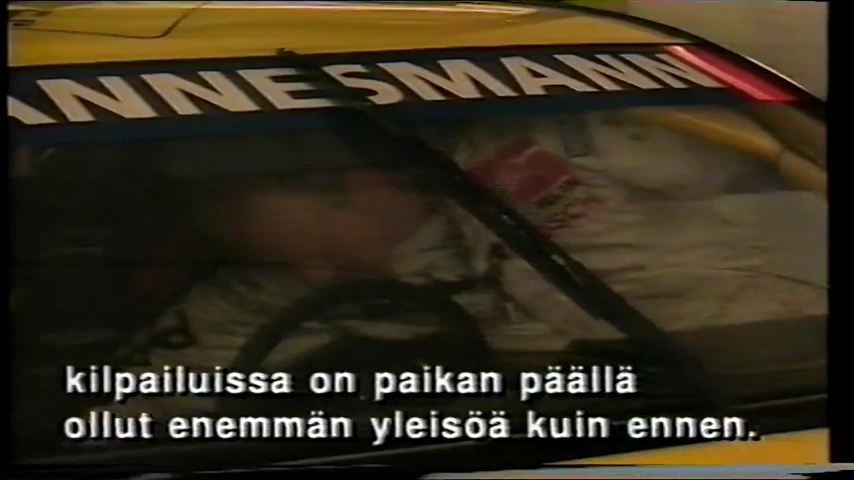 ANNESMANN
kilpailuissa on paikan päällä
ollut enemmän yleisöä kuin ennen.